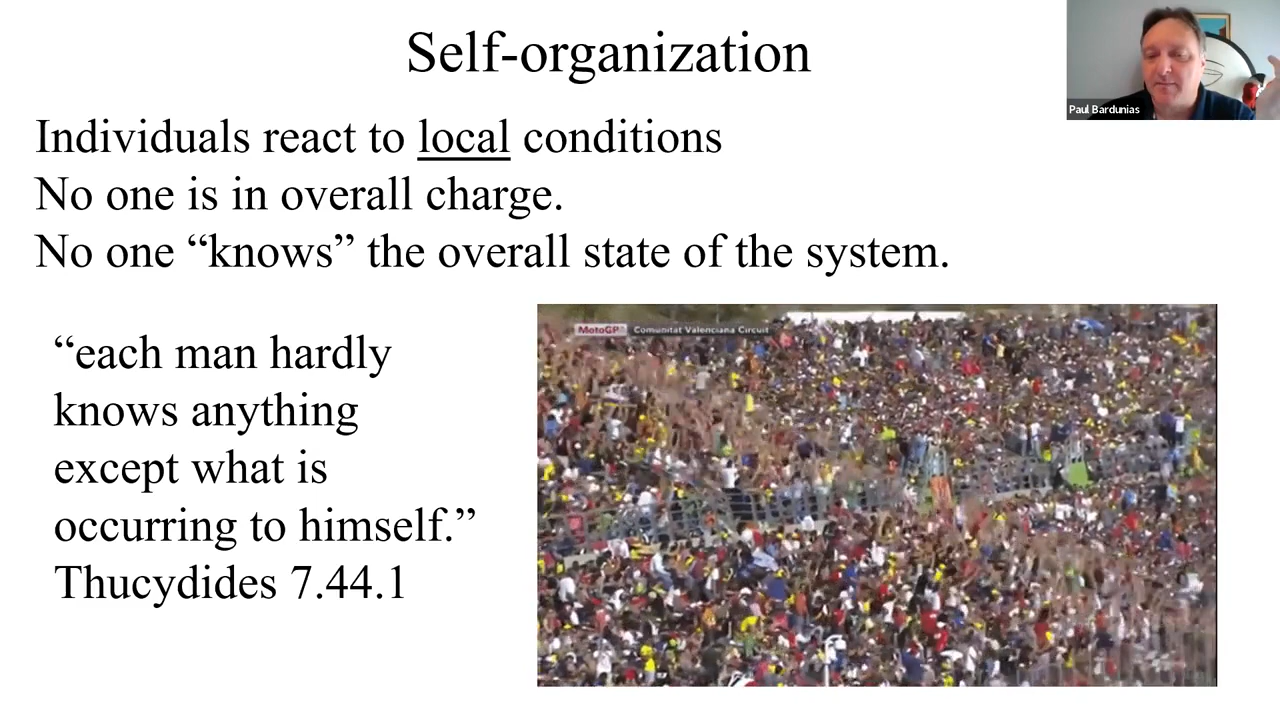 Self-organization
Paul Bardunias
Individuals react to local conditions
No one is in overall charge.
No one “knows” the overall state of the system.
“each man hardly
knows anything
except what is
occurring to himself.”
Thucydides 7.44.1
MotoGP
Comunitat Valenciana Circuit